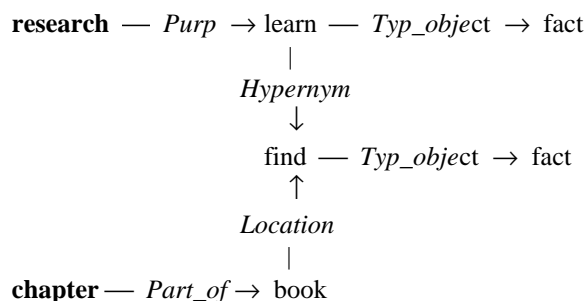 research — Purp → learn — Typ_object → fact
|
Hypernym
↓
find — Typ_object → fact
↑
Location
|
chapter — Part_of → book